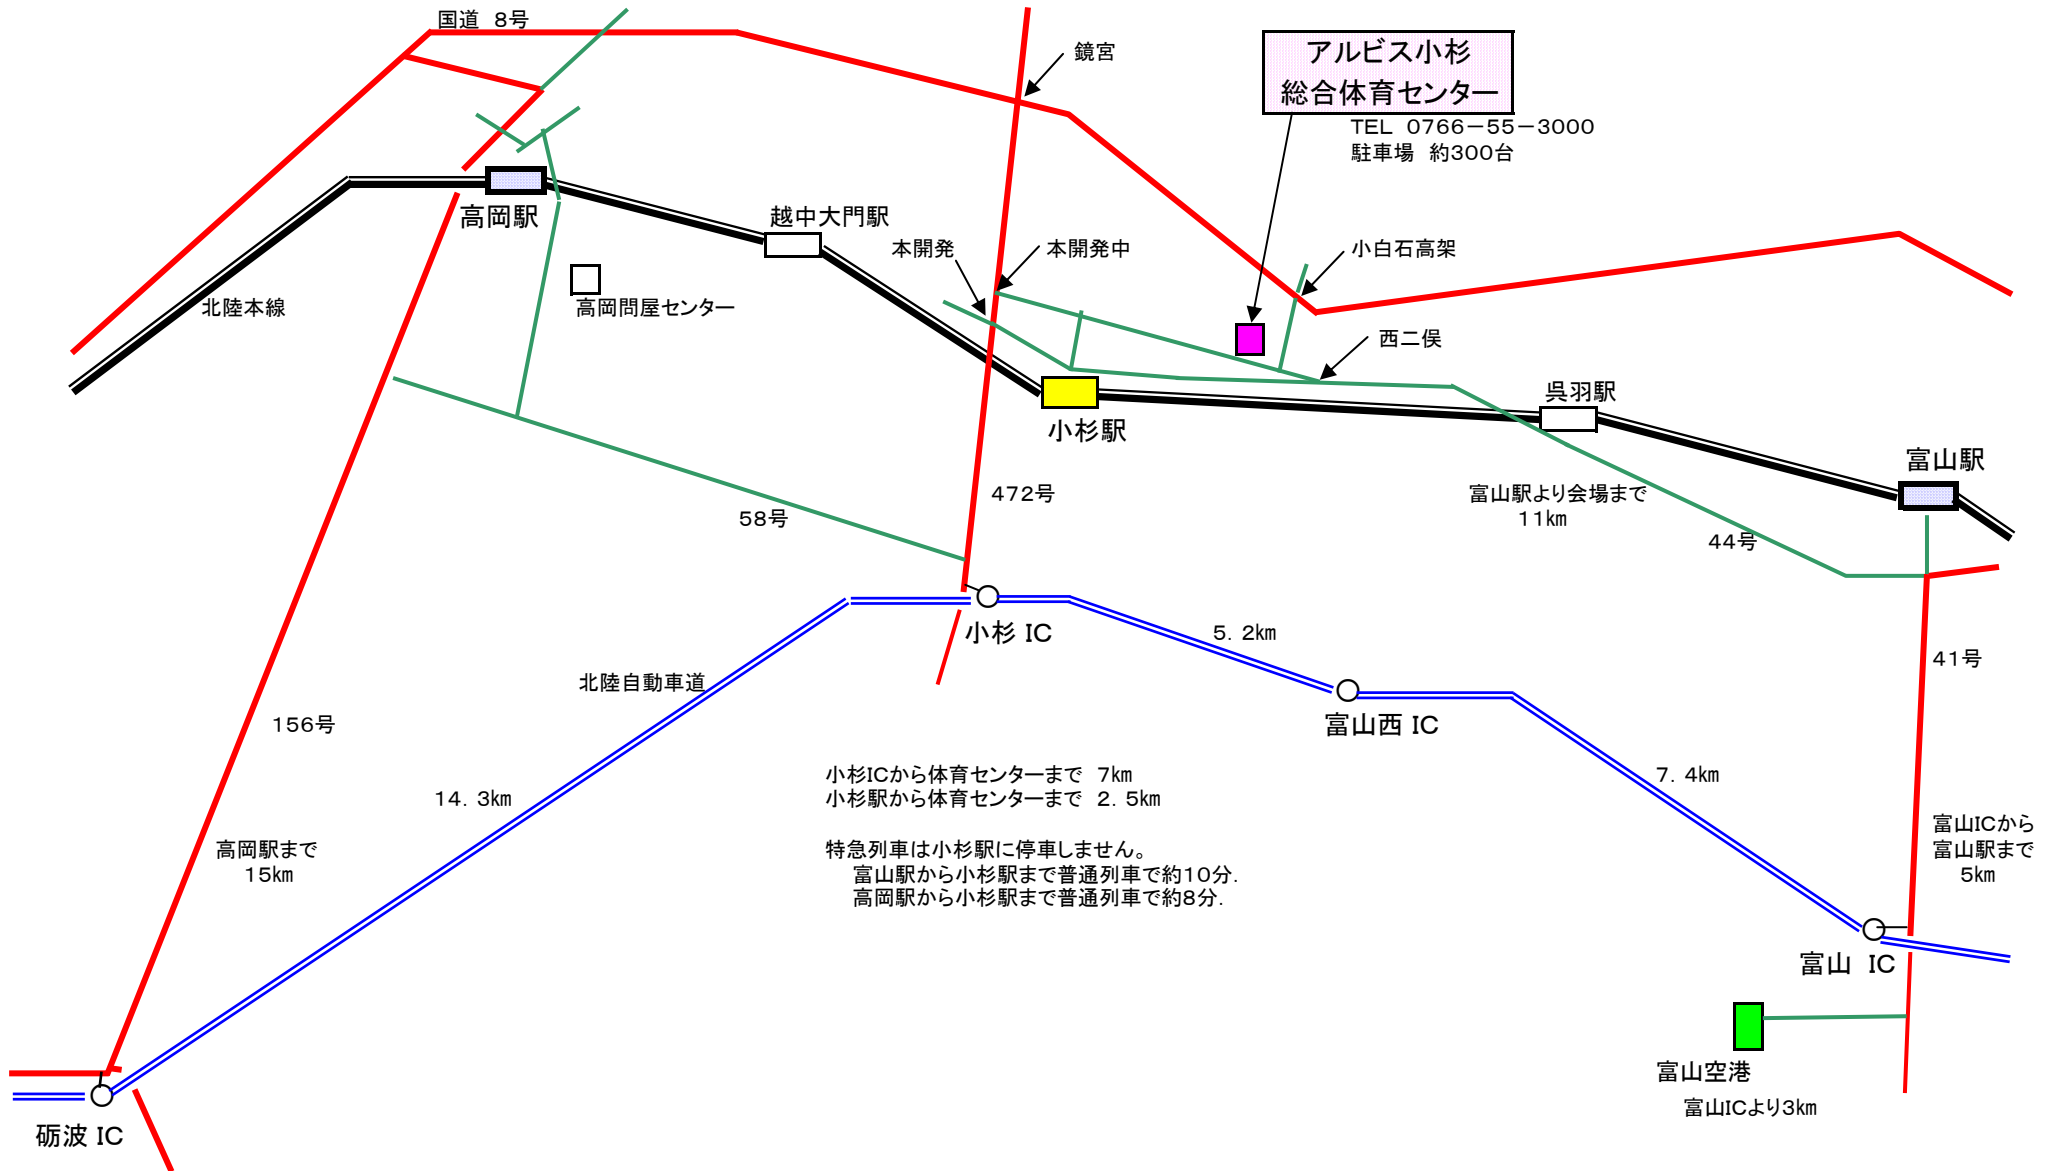 国道　8号
鏡宮
アルビス小杉
総合体育センター
TEL　0766－55－3000
駐車場　約300台
高岡駅
越中大門駅
本開発
本開発中
小白石高架
北陸本線
高岡問屋センター
西二俣
呉羽駅
小杉駅
富山駅
472号
富山駅より会場まで
11km
58号
44号
小杉 IC
5．2km
41号
北陸自動車道
富山西 IC
156号
小杉ICから体育センターまで　7km
小杉駅から体育センターまで　2．5km
7．4km
14．3km
高岡駅まで
15km
特急列車は小杉駅に停車しません。
富山駅から小杉駅まで普通列車で約10分．
高岡駅から小杉駅まで普通列車で約8分．
富山ICから
富山駅まで
5km
富山　IC
富山空港
富山ICより3km
砺波 IC